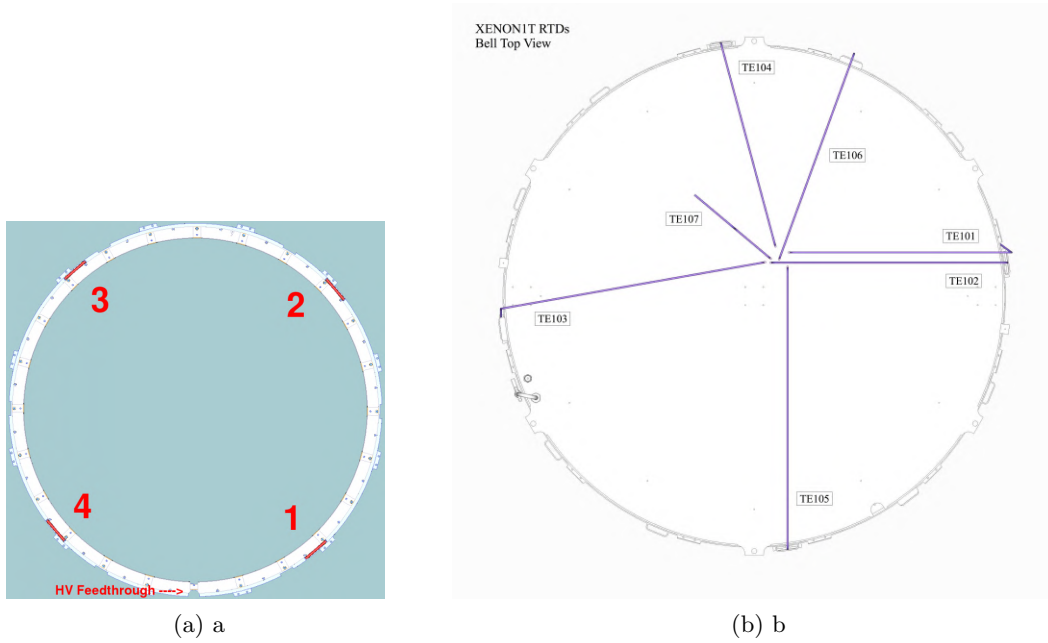 XENON1T RTDs
Bell Top View
TE104
TE106
TE107
TE101
TE102
TE103
TE105
3
2
4
1
HV Feedthrough ---->
(a) a
(b) b